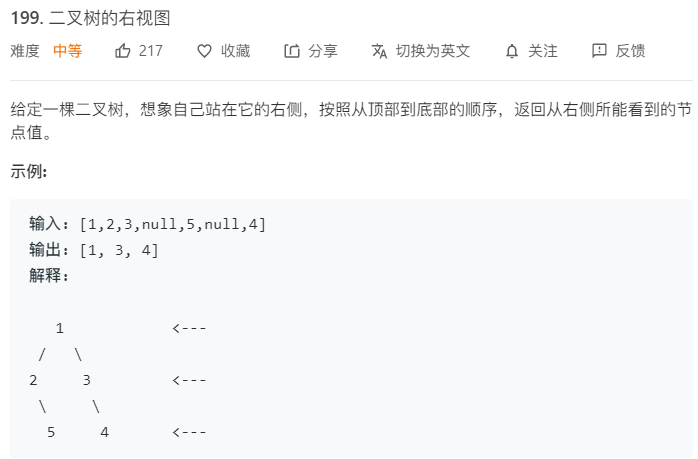 199. 二叉树的右视图
难度 中等 217 收藏 分享 切换为英文 关注 反馈
给定一棵二叉树，想象自己站在它的右侧，按照从顶部到底部的顺序，返回从右侧所能看到的节
点值。
示例:
输入: [1,2,3,null,5,null,4]
输出: [1, 3, 4]
解释:
   1            <---
 /   \
2     3         <---
 \     \
  5     4       <---